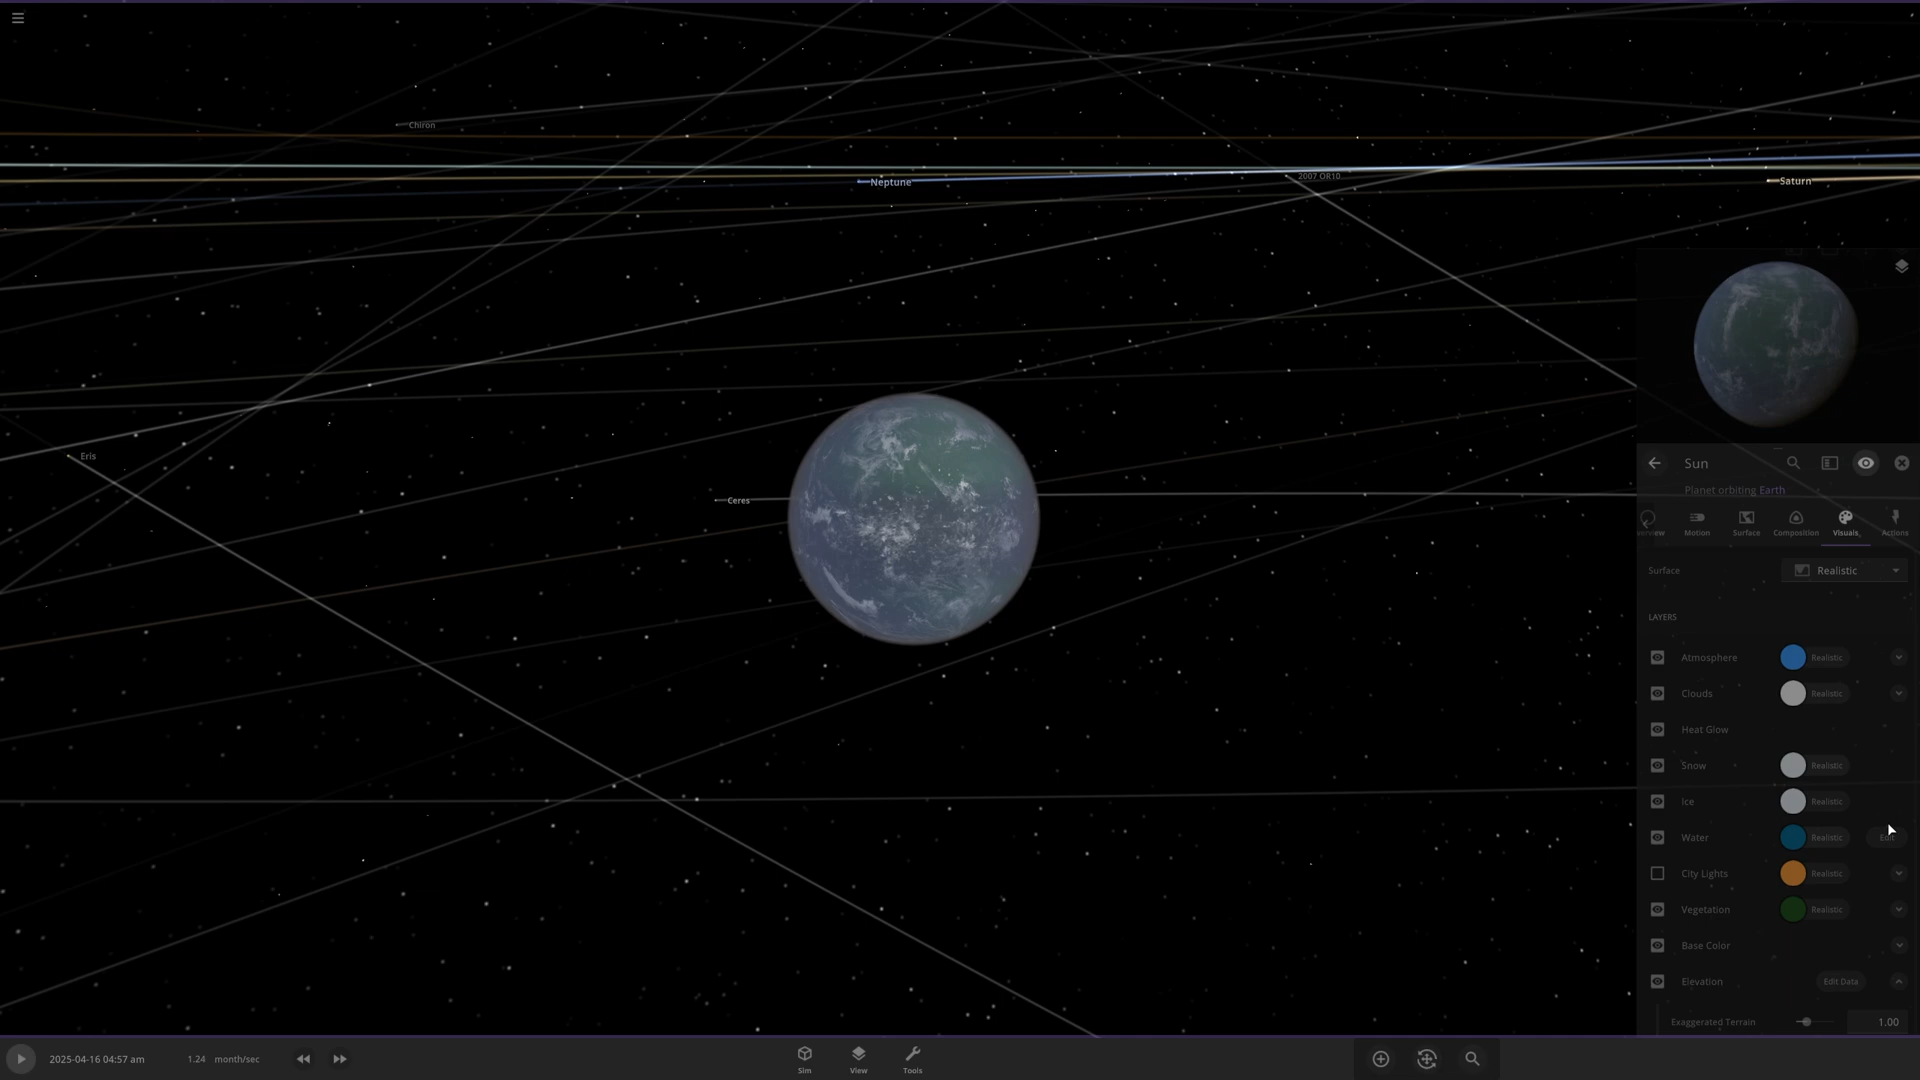 Chiron
Neptune
2007 OR10
Saturn
Eris
Ceres
Sun
Planet orbiting Earth
erview
Motion
Surface
Composition
Visuals
Actions
Surface
Realistic
LAYERS
Atmosphere Realistic
Clouds Realistic
Heat Glow
Snow Realistic
Ice Realistic
Water Realistic Edit
City Lights Realistic
Vegetation Realistic
Base Color
Elevation Edit Data
Exaggerated Terrain 1.00
2025-04-16 04:57 am
1.24 month/sec
Sim
View
Tools